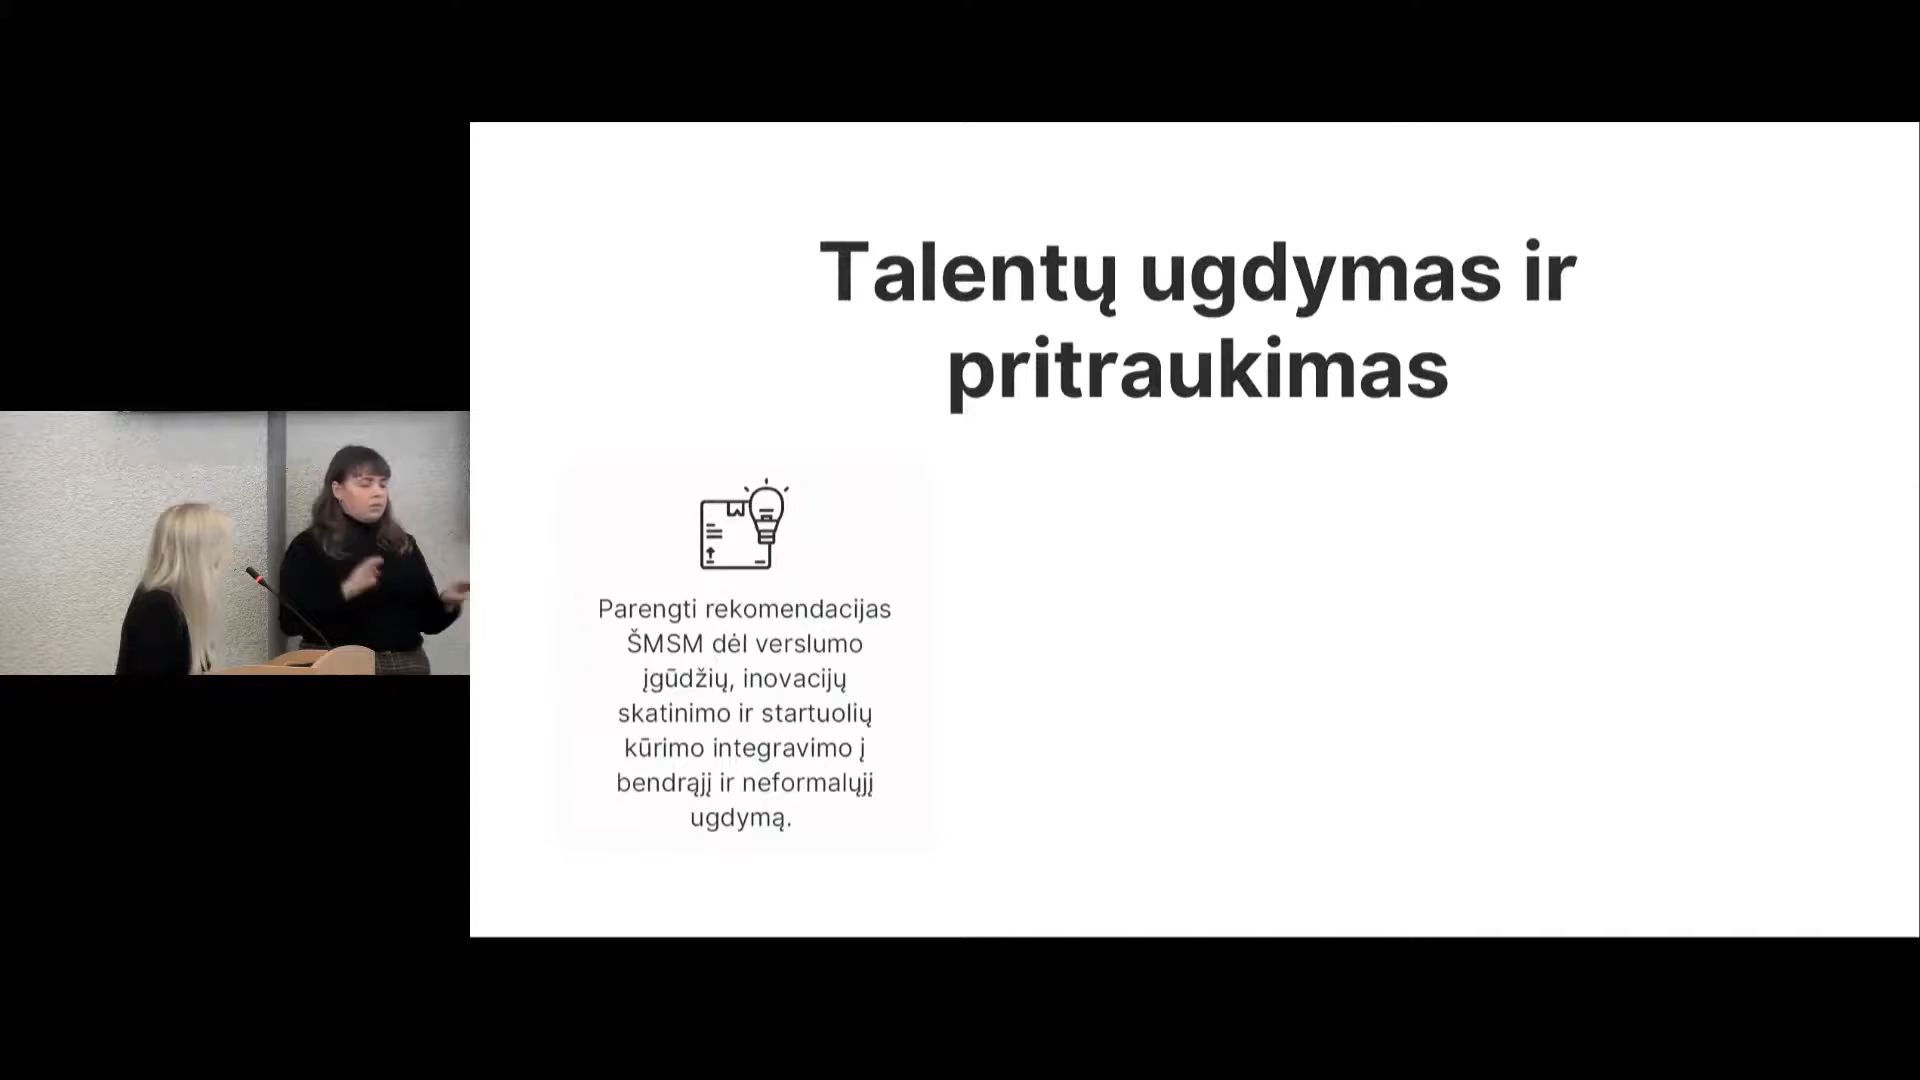 Talentų ugdymas ir
pritraukimas
Parengti rekomendacijas
ŠMSM dėl verslumo
įgūdžių, inovacijų
skatinimo ir startuolių
kūrimo integravimo į
bendrąjį ir neformalųjį
ugdymą.